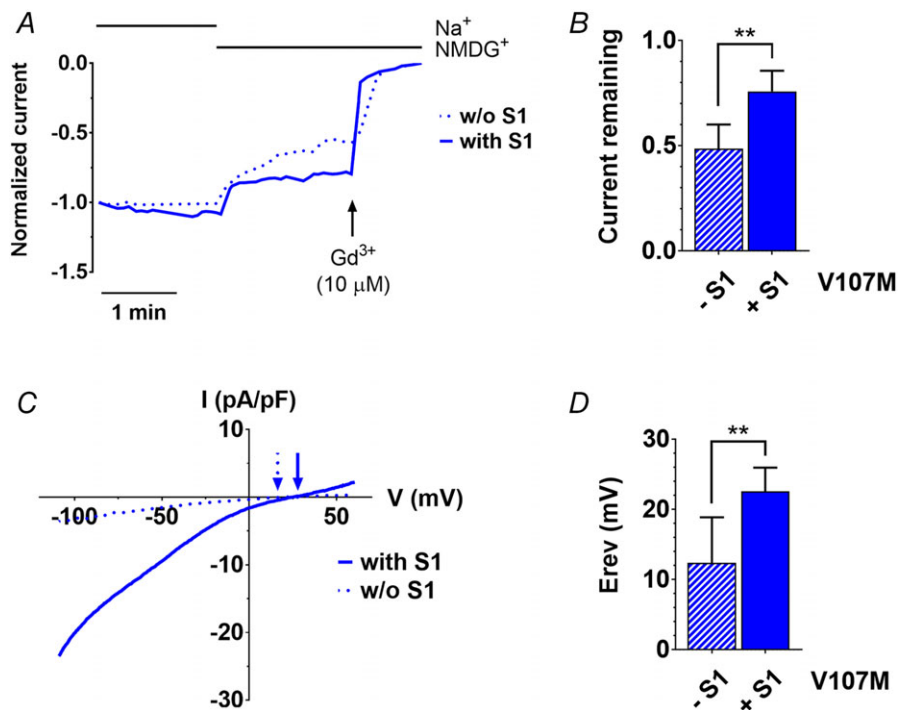 A
Na⁺
NMDG⁺
Normalized current
0.0
-0.5
-1.0
-1.5
w/o S1
with S1
Gd³⁺
(10 μM)
1 min
B
Current remaining
1.0
0.5
0.0
**
- S1
+ S1
V107M
C
I (pA/pF)
10
-10
-20
-30
-100
-50
50
V (mV)
with S1
w/o S1
D
Erev (mV)
30
20
10
0
**
- S1
+ S1
V107M